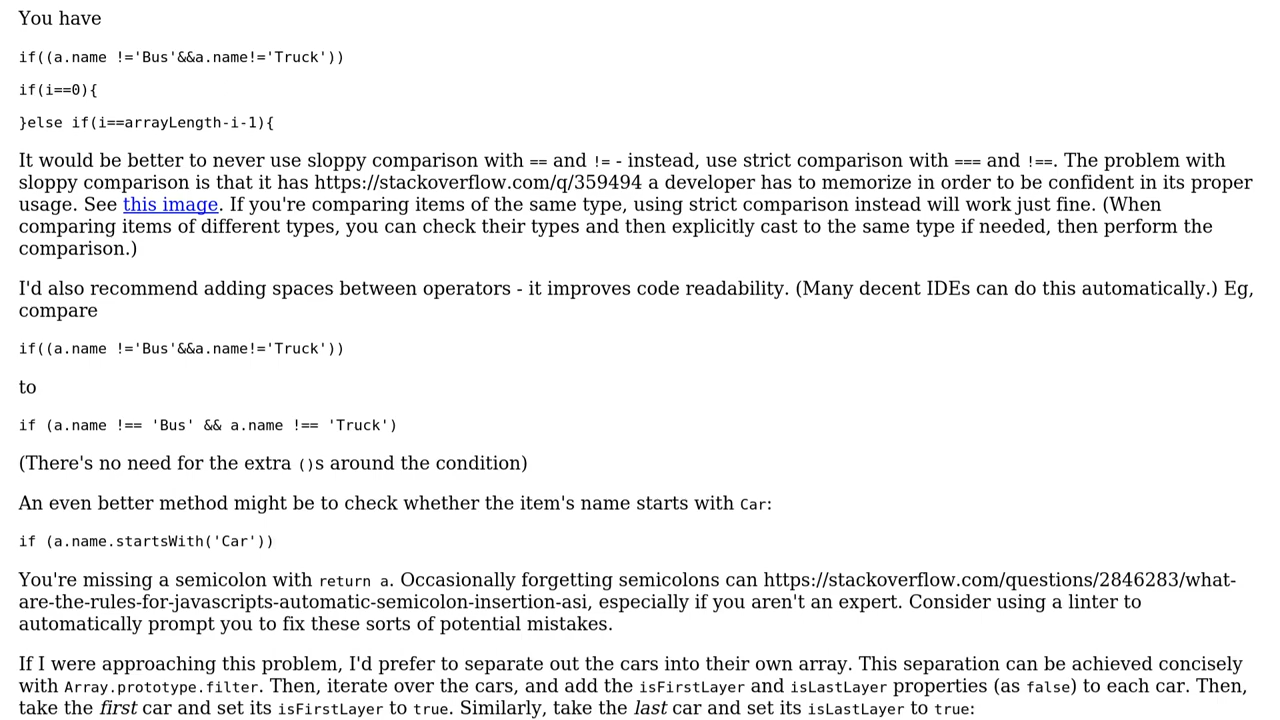 You have
if((a.name !='Bus'&&a.name!='Truck'))
if(i==0){
}else if(i==arrayLength-i-1){
It would be better to never use sloppy comparison with == and != - instead, use strict comparison with === and !==. The problem with
sloppy comparison is that it has https://stackoverflow.com/q/359494 a developer has to memorize in order to be confident in its proper
usage. See this image. If you're comparing items of the same type, using strict comparison instead will work just fine. (When
comparing items of different types, you can check their types and then explicitly cast to the same type if needed, then perform the
comparison.)
I'd also recommend adding spaces between operators - it improves code readability. (Many decent IDEs can do this automatically.) Eg,
compare
if((a.name !='Bus'&&a.name!='Truck'))
to
if (a.name !== 'Bus' && a.name !== 'Truck')
(There's no need for the extra ()s around the condition)
An even better method might be to check whether the item's name starts with Car:
if (a.name.startsWith('Car'))
You're missing a semicolon with return a. Occasionally forgetting semicolons can https://stackoverflow.com/questions/2846283/what-
are-the-rules-for-javascripts-automatic-semicolon-insertion-asi, especially if you aren't an expert. Consider using a linter to
automatically prompt you to fix these sorts of potential mistakes.
If I were approaching this problem, I'd prefer to separate out the cars into their own array. This separation can be achieved concisely
with Array.prototype.filter. Then, iterate over the cars, and add the isFirstLayer and isLastLayer properties (as false) to each car. Then,
take the first car and set its isFirstLayer to true. Similarly, take the last car and set its isLastLayer to true: